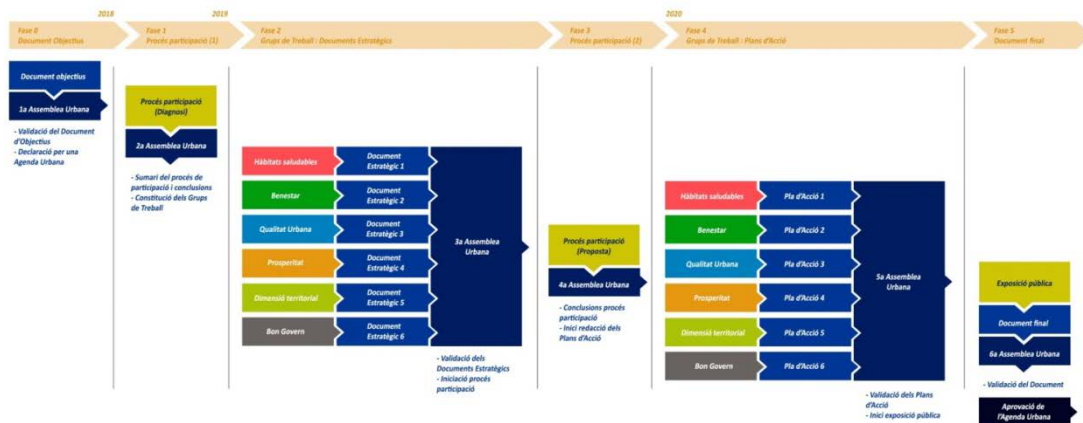 2018
2019
2020
Fase 0
Document Objectius
Fase 1
Procés participació (1)
Fase 2
Grups de Treball : Documents Estratègics
Fase 3
Procés participació (2)
Fase 4
Grups de Treball : Plans d'Acció
Fase 5
Document final
Document objectius
1a Assemblea Urbana
- Validació del Document
d'Objectius
- Declaració per una
Agenda Urbana
Procés participació
(Diagnosi)
2a Assemblea Urbana
- Sumari del procés de
participació i conclusions
- Constitució dels Grups
de Treball
Hàbitats saludables
Document
Estratègic 1
Benestar
Document
Estratègic 2
Qualitat Urbana
Document
Estratègic 3
Prosperitat
Document
Estratègic 4
Dimensió territorial
Document
Estratègic 5
Bon Govern
Document
Estratègic 6
3a Assemblea
Urbana
- Validació dels
Documents Estratègics
- Iniciació procés
participació
Procés participació
(Proposta)
4a Assemblea Urbana
- Conclusions procés
participació
- Inici redacció dels
Plans d'Acció
Hàbitats saludables
Pla d'Acció 1
Benestar
Pla d'Acció 2
Qualitat Urbana
Pla d'Acció 3
Prosperitat
Pla d'Acció 4
Dimensió territorial
Pla d'Acció 5
Bon Govern
Pla d'Acció 6
5a Assemblea
Urbana
- Validació dels Plans
d'Acció
- Inici exposició pública
Exposició pública
Document final
6a Assemblea Urbana
- Validació del Document
Aprovació de
l'Agenda Urbana